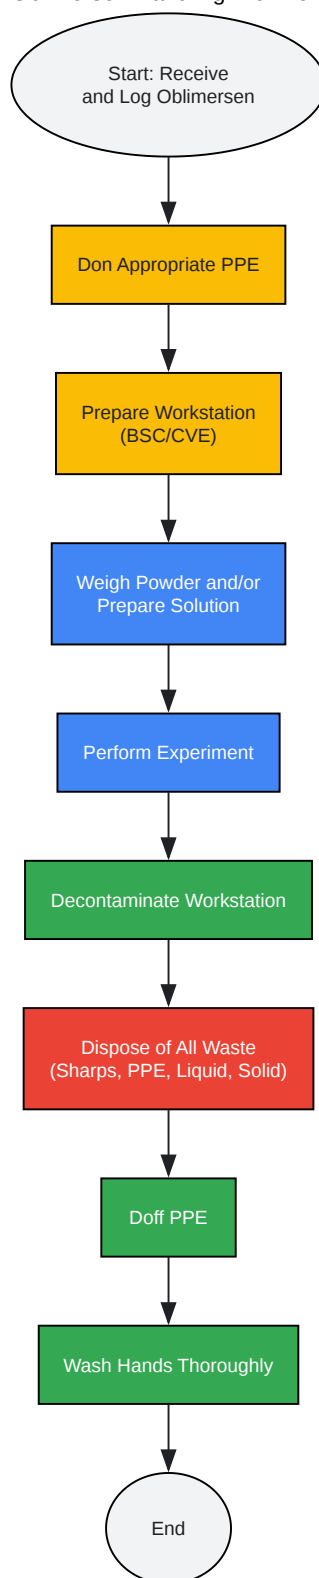 Start: Receive
and Log Oblimersen
Don Appropriate PPE
Prepare Workstation
(BSC/CVE)
Weigh Powder and/or
Prepare Solution
Perform Experiment
Decontaminate Workstation
Dispose of All Waste
(Sharps, PPE, Liquid, Solid)
Doff PPE
Wash Hands Thoroughly
End